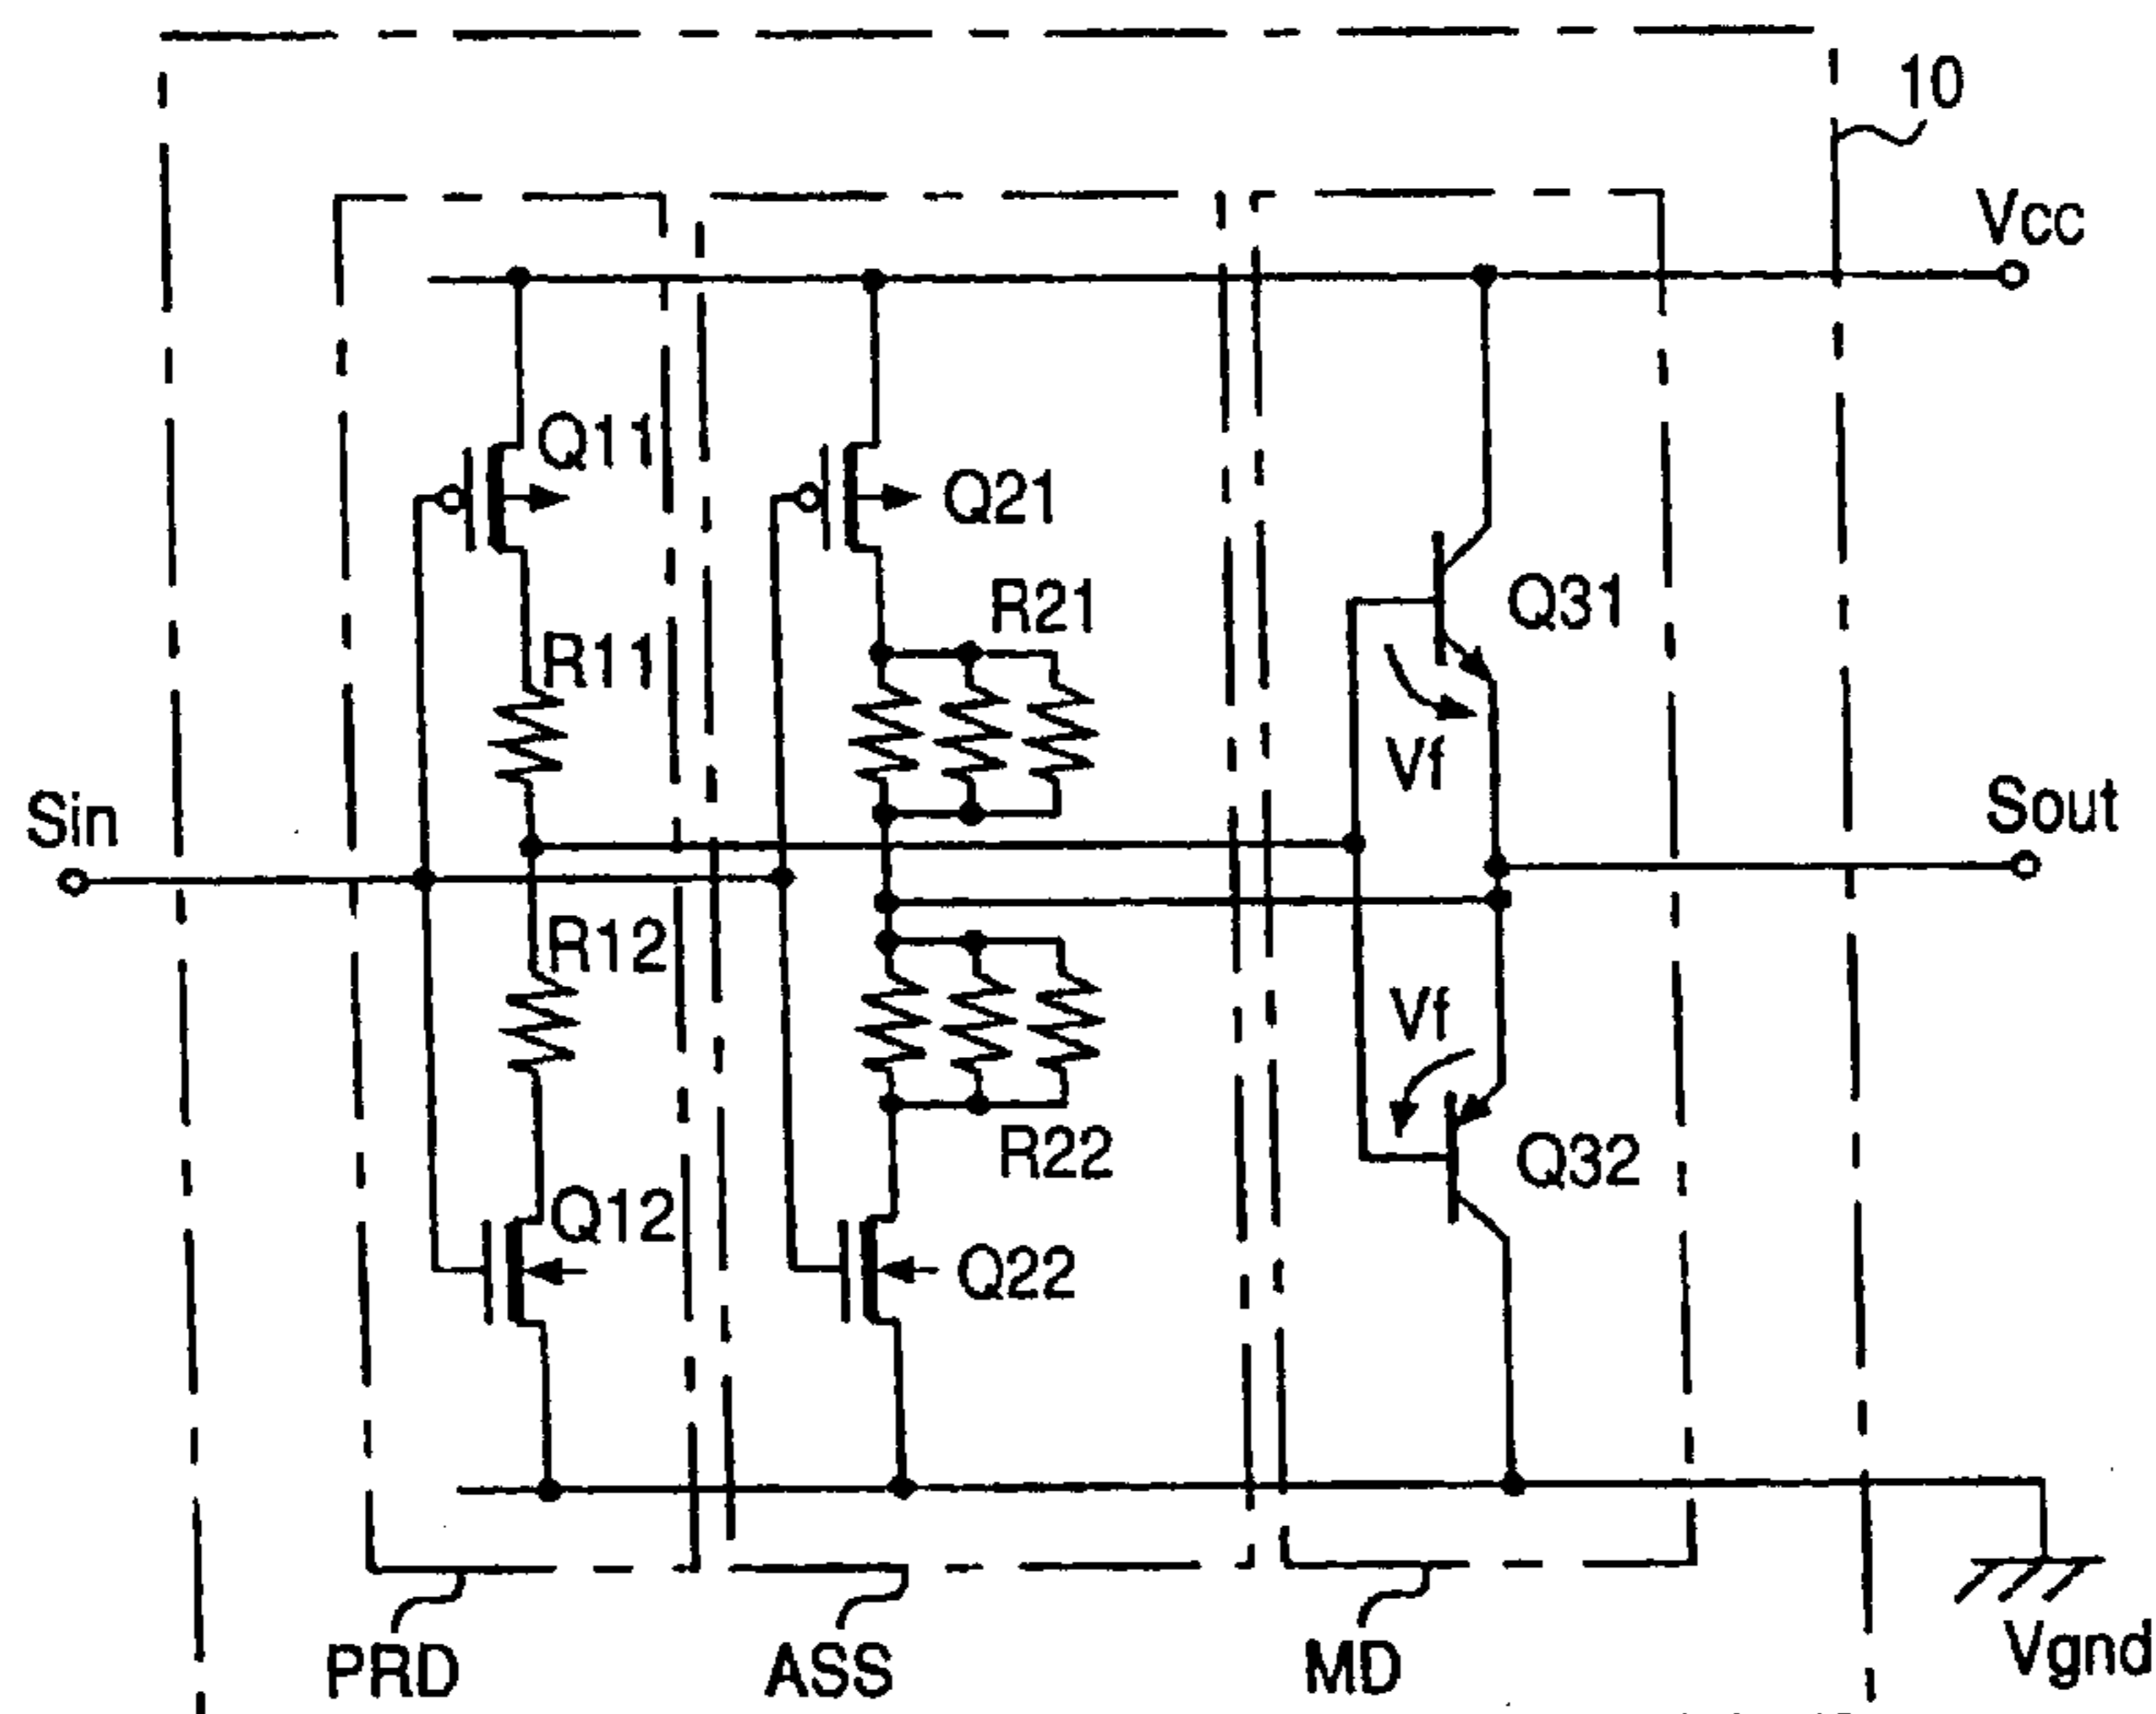 10
Vcc
Q11
Q21
R21
Q31
R11
Vf
Sin
Sout
R12
Vf
R22
Q32
Q12
Q22
PRD
ASS
MD
Vgnd